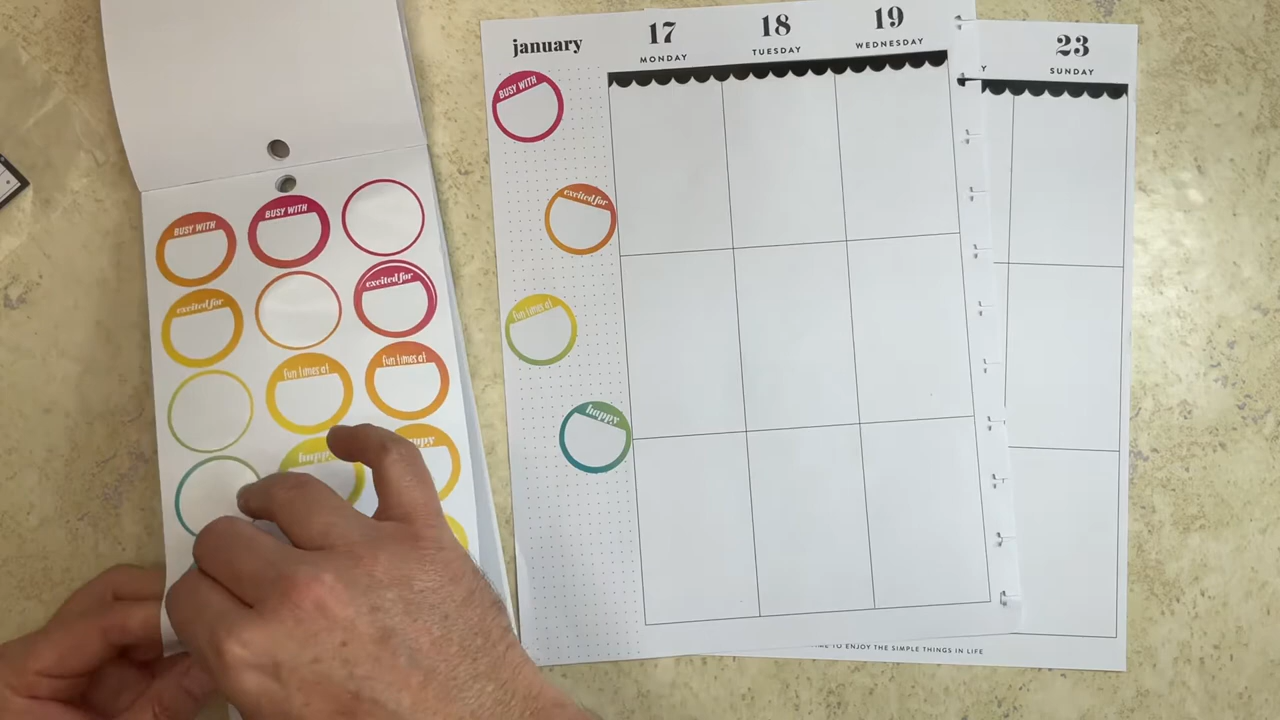 january
17
MONDAY
18
TUESDAY
19
WEDNESDAY
Y
23
SUNDAY
BUSY WITH
excited for
fun times at
happy
BUSY WITH
BUSY WITH
excited for
excited for
fun times at
fun times at
happy
TO ENJOY THE SIMPLE THINGS IN LIFE